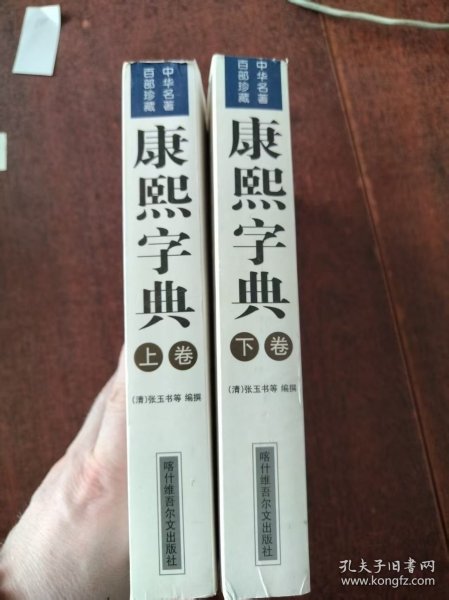 中华名著
百部珍藏
康熙字典
上卷
(清)张玉书等 编撰
喀什维吾尔文出版社
中华名著
百部珍藏
康熙字典
下卷
(清)张玉书等 编撰
喀什维吾尔文出版社
孔夫子旧书网
www.kongfz.com